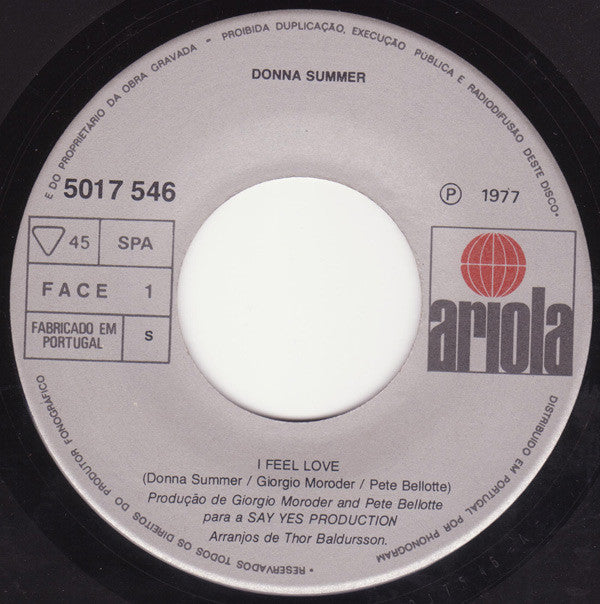 E DO PROPRIETÁRIO DA OBRA GRAVADA - PROIBIDA DUPLICAÇÃO, EXECUÇÃO PÚBLICA E RADIODIFUSÃO DESTE DISCO•
DONNA SUMMER
5017 546
Ⓟ 1977
45 SPA
FACE 1
FABRICADO EM
PORTUGAL
S
ariola
I FEEL LOVE
(Donna Summer / Giorgio Moroder / Pete Bellotte)
Produção de Giorgio Moroder and Pete Bellotte
para a SAY YES PRODUCTION
Arranjos de Thor Baldursson.
DISTRIBUIDO EM PORTUGAL POR PHONOGRAM
• RESERVADOS TODOS OS DIREITOS DO PRODUTOR FONOGRÁFICO